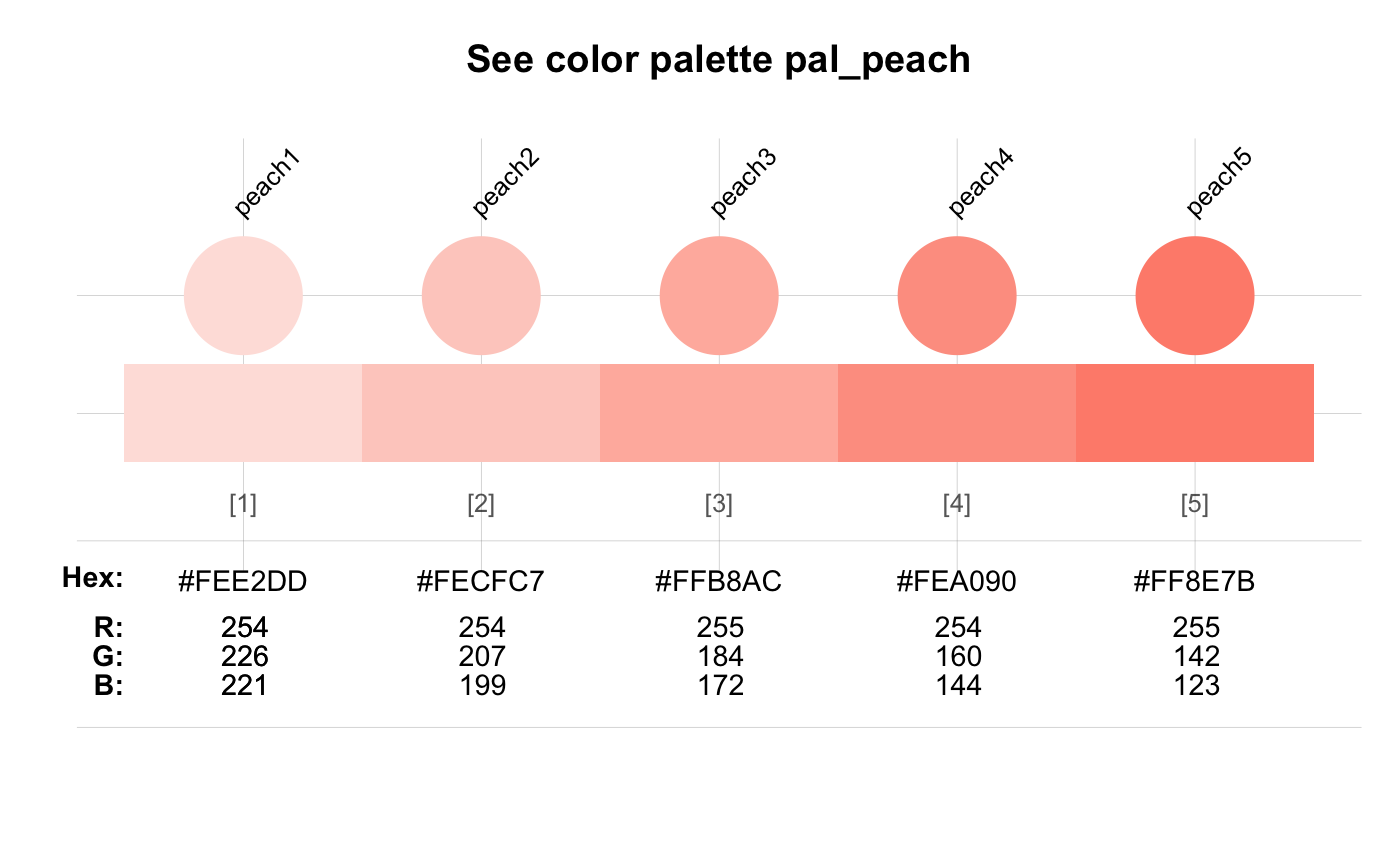 See color palette pal_peach
peach1 peach2 peach3 peach4 peach5
[1] [2] [3] [4] [5]
Hex: #FEE2DD #FECFC7 #FFB8AC #FEA090 #FF8E7B
R: 254 254 255 254 255
G: 226 207 184 160 142
B: 221 199 172 144 123